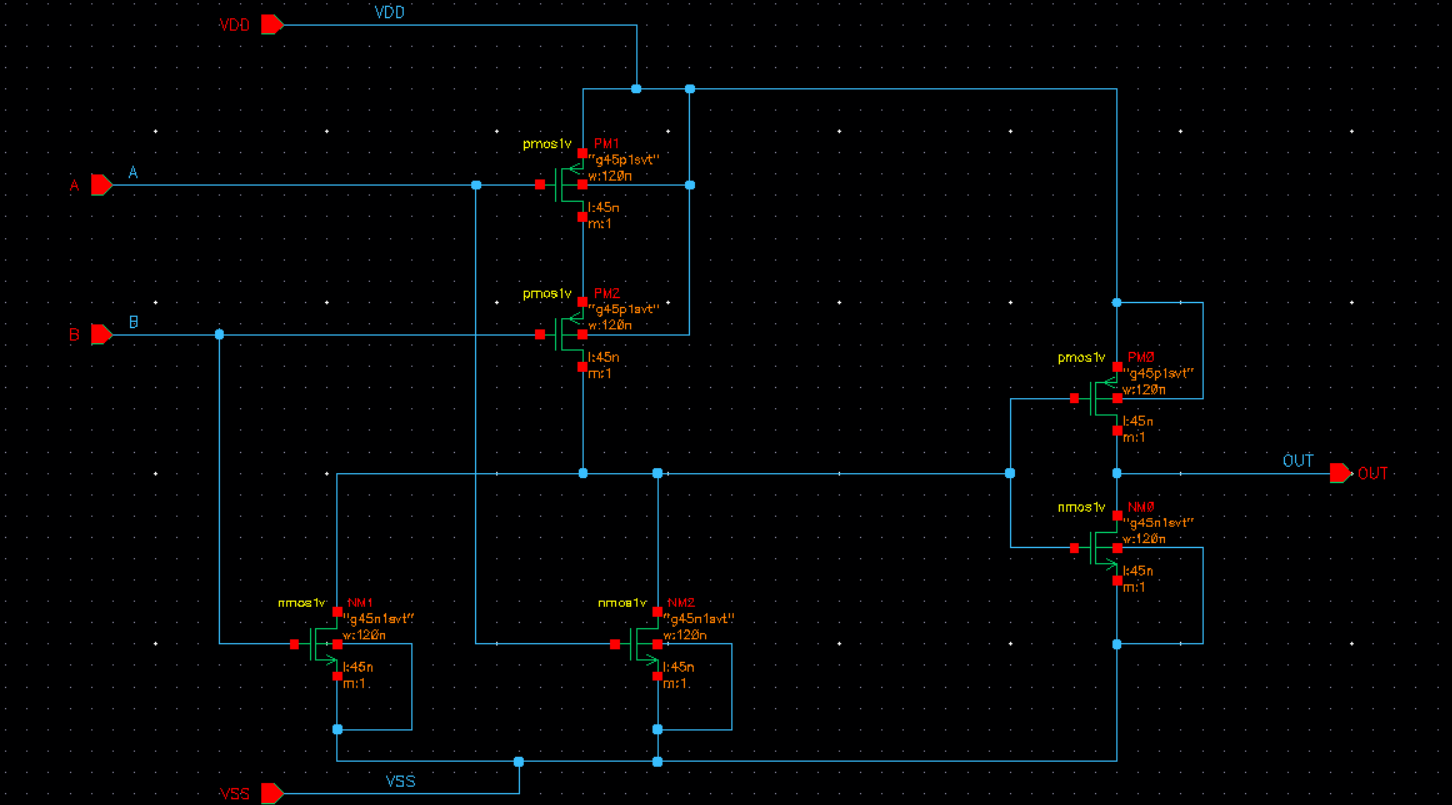 VDD
VDD
pmos1v PM1
"g45p1svt"
w:120n
l:45n
m:1
A
A
pmos1v PM2
"g45p1svt"
w:120n
l:45n
m:1
B
B
pmos1v PM0
"g45p1svt"
w:120n
l:45n
m:1
OUT
OUT
nmos1v NM0
"g45n1svt"
w:120n
l:45n
m:1
nmos1v NM1
"g45n1svt"
w:120n
l:45n
m:1
nmos1v NM2
"g45n1svt"
w:120n
l:45n
m:1
VSS
VSS